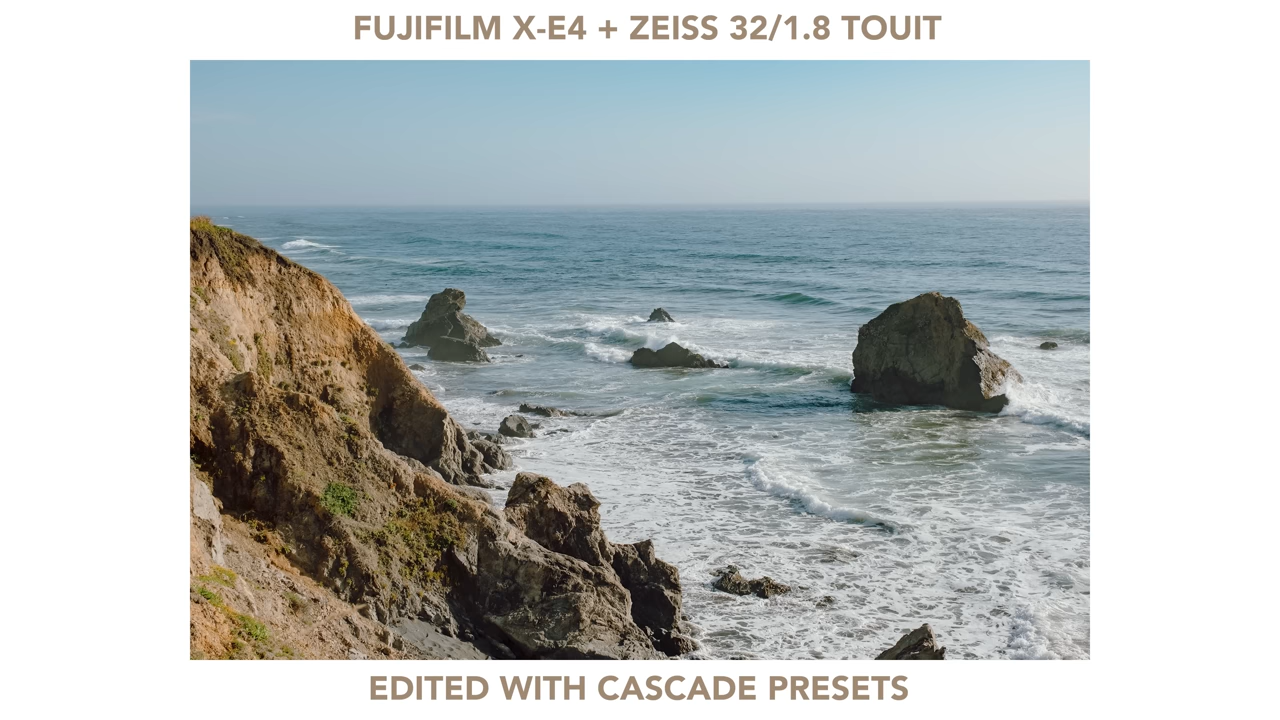 FUJIFILM X-E4 + ZEISS 32/1.8 TOUIT
EDITED WITH CASCADE PRESETS